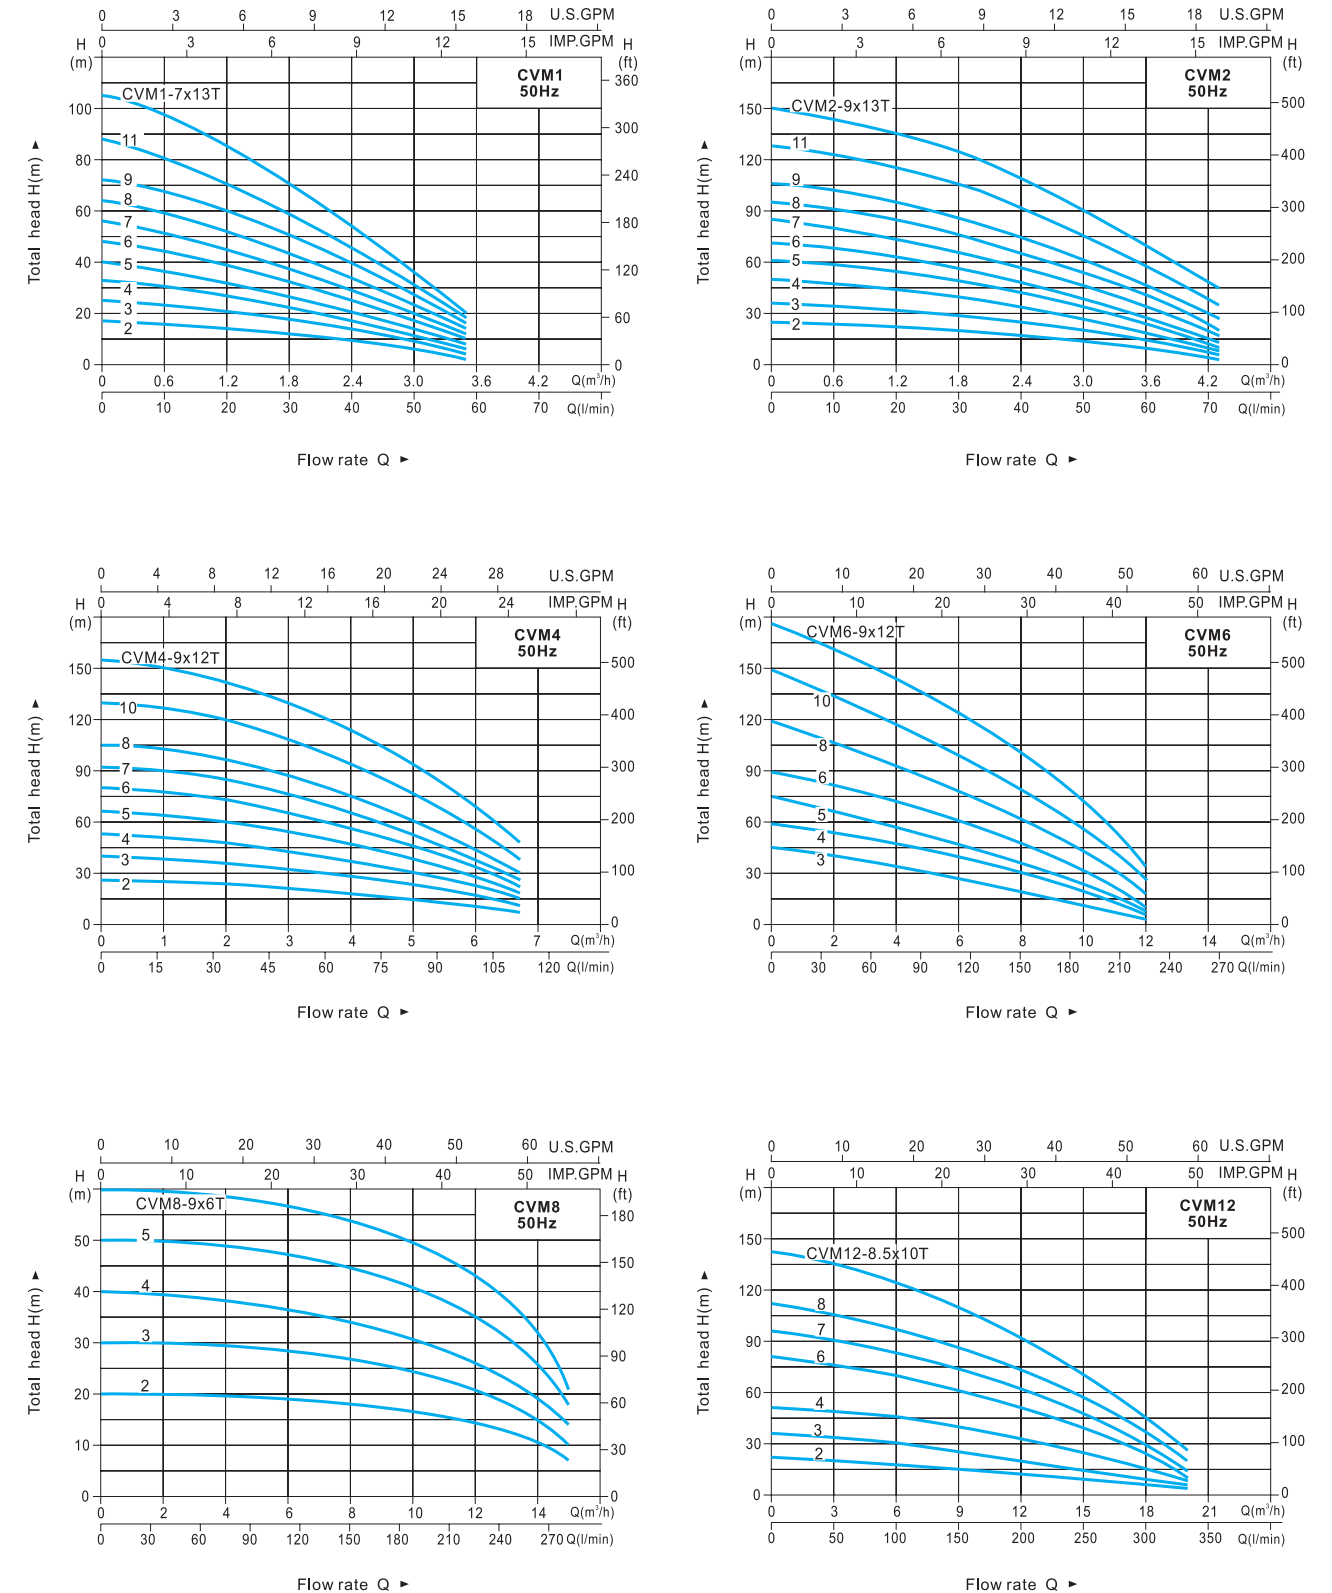 0 3 6 9 12 15 18 U.S.GPM
H 0 3 6 9 12 15 IMP.GPM H
(m) (ft)
CVM1
50Hz
CVM1-7x13T
11
9
8
7
6
5
4
3
2
100
80
60
40
20
0
360
300
240
180
120
60
0
Total head H(m) ►
0 0.6 1.2 1.8 2.4 3.0 3.6 4.2 Q(m³/h)
0 10 20 30 40 50 60 70 Q(l/min)
Flow rate Q ►
0 3 6 9 12 15 18 U.S.GPM
H 0 3 6 9 12 15 IMP.GPM H
(m) (ft)
CVM2
50Hz
CVM2-9x13T
11
9
8
7
6
5
4
3
2
150
120
90
60
30
0
500
400
300
200
100
0
Total head H(m) ►
0 0.6 1.2 1.8 2.4 3.0 3.6 4.2 Q(m³/h)
0 10 20 30 40 50 60 70 Q(l/min)
Flow rate Q ►
0 4 8 12 16 20 24 28 U.S.GPM
H 0 4 8 12 16 20 24 IMP.GPM H
(m) (ft)
CVM4
50Hz
CVM4-9x12T
10
8
7
6
5
4
3
2
150
120
90
60
30
0
500
400
300
200
100
0
Total head H(m) ►
0 1 2 3 4 5 6 7 Q(m³/h)
0 15 30 45 60 75 90 105 120 Q(l/min)
Flow rate Q ►
0 10 20 30 40 50 60 U.S.GPM
H 0 10 20 30 40 50 IMP.GPM H
(m) (ft)
CVM6
50Hz
CVM6-9x12T
10
8
6
5
4
3
150
120
90
60
30
0
500
400
300
200
100
0
Total head H(m) ►
0 2 4 6 8 10 12 14 Q(m³/h)
0 30 60 90 120 150 180 210 240 270 Q(l/min)
Flow rate Q ►
0 10 20 30 40 50 60 U.S.GPM
H 0 10 20 30 40 50 IMP.GPM H
(m) (ft)
CVM8
50Hz
CVM8-9x6T
5
4
3
2
50
40
30
20
10
0
180
150
120
90
60
30
0
Total head H(m) ►
0 2 4 6 8 10 12 14 Q(m³/h)
0 30 60 90 120 150 180 210 240 270 Q(l/min)
Flow rate Q ►
0 10 20 30 40 50 60 U.S.GPM
H 0 10 20 30 40 50 IMP.GPM H
(m) (ft)
CVM12
50Hz
CVM12-8.5x10T
8
7
6
4
3
2
150
120
90
60
30
0
500
400
300
200
100
0
Total head H(m) ►
0 3 6 9 12 15 18 21 Q(m³/h)
0 50 100 150 200 250 300 350 Q(l/min)
Flow rate Q ►